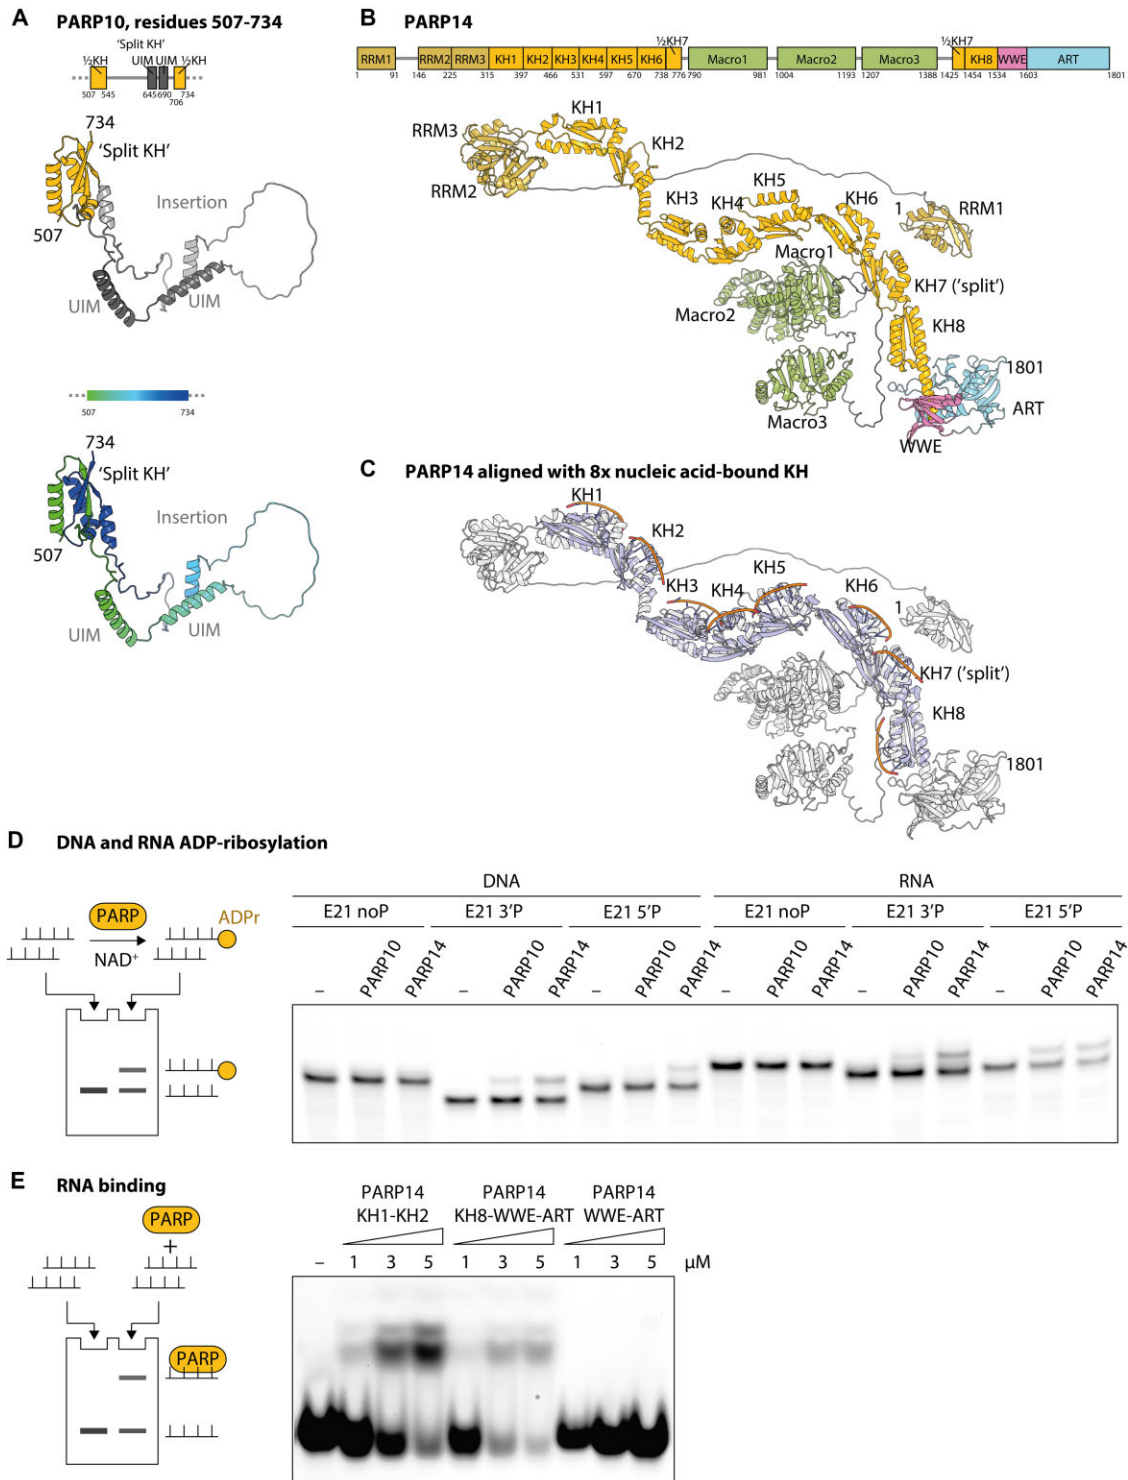 A PARP10, residues 507-734
'Split KH'
½KH UIM UIM ½KH
507 545 645 690 706 734
734
'Split KH'
Insertion
507
UIM
UIM
507 734
734
'Split KH'
Insertion
507
UIM
UIM
B PARP14
½KH7 ½KH7
RRM1 RRM2 RRM3 KH1 KH2 KH3 KH4 KH5 KH6 Macro1 Macro2 Macro3 KH8 WWE ART
1 91 146 225 315 397 466 531 597 670 738 776 790 981 1004 1193 1207 1388 1425 1454 1534 1603 1801
KH1
RRM3
KH2
RRM2
KH3
KH4
KH5
KH6
1
RRM1
Macro1
KH7 ('split')
Macro2
KH8
1801
Macro3
ART
WWE
C PARP14 aligned with 8x nucleic acid-bound KH
KH1
KH2
KH3
KH4
KH5
KH6
1
KH7 ('split')
KH8
1801
D DNA and RNA ADP-ribosylation
PARP
NAD⁺
ADPr
DNA RNA
E21 noP E21 3'P E21 5'P E21 noP E21 3'P E21 5'P
– PARP10 PARP14 – PARP10 PARP14 – PARP10 PARP14 – PARP10 PARP14 – PARP10 PARP14 – PARP10 PARP14
E RNA binding
PARP
+
PARP
PARP14 PARP14 PARP14
KH1-KH2 KH8-WWE-ART WWE-ART
– 1 3 5 1 3 5 1 3 5 μM